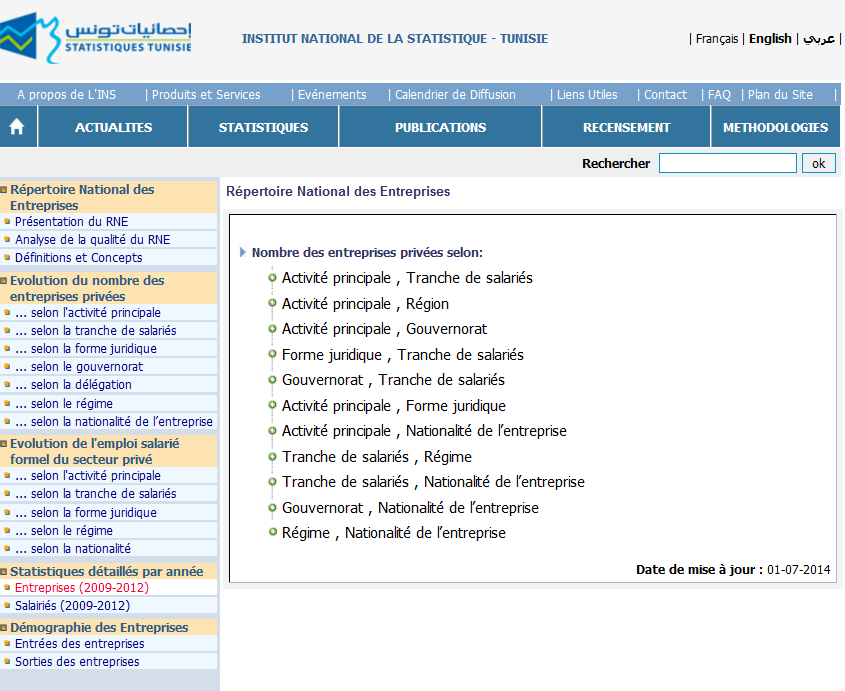 إحصائيات تونس
STATISTIQUES TUNISIE
INSTITUT NATIONAL DE LA STATISTIQUE - TUNISIE
| Français | English | عربي |
A propos de L'INS | Produits et Services | Evénements | Calendrier de Diffusion | Liens Utiles | Contact | FAQ | Plan du Site |
ACTUALITES STATISTIQUES PUBLICATIONS RECENSEMENT METHODOLOGIES
Rechercher ok
Répertoire National des
Entreprises
Présentation du RNE
Analyse de la qualité du RNE
Définitions et Concepts
Evolution du nombre des
entreprises privées
... selon l'activité principale
... selon la tranche de salariés
... selon la forme juridique
... selon le gouvernorat
... selon la délégation
... selon le régime
... selon la nationalité de l’entreprise
Evolution de l'emploi salarié
formel du secteur privé
... selon l'activité principale
... selon la tranche de salariés
... selon la forme juridique
... selon le régime
... selon la nationalité
Statistiques détaillés par année
Entreprises (2009-2012)
Salairiés (2009-2012)
Démographie des Entreprises
Entrées des entreprises
Sorties des entreprises
Répertoire National des Entreprises
Nombre des entreprises privées selon:
Activité principale , Tranche de salariés
Activité principale , Région
Activité principale , Gouvernorat
Forme juridique , Tranche de salariés
Gouvernorat , Tranche de salariés
Activité principale , Forme juridique
Activité principale , Nationalité de l’entreprise
Tranche de salariés , Régime
Tranche de salariés , Nationalité de l’entreprise
Gouvernorat , Nationalité de l’entreprise
Régime , Nationalité de l’entreprise
Date de mise à jour : 01-07-2014